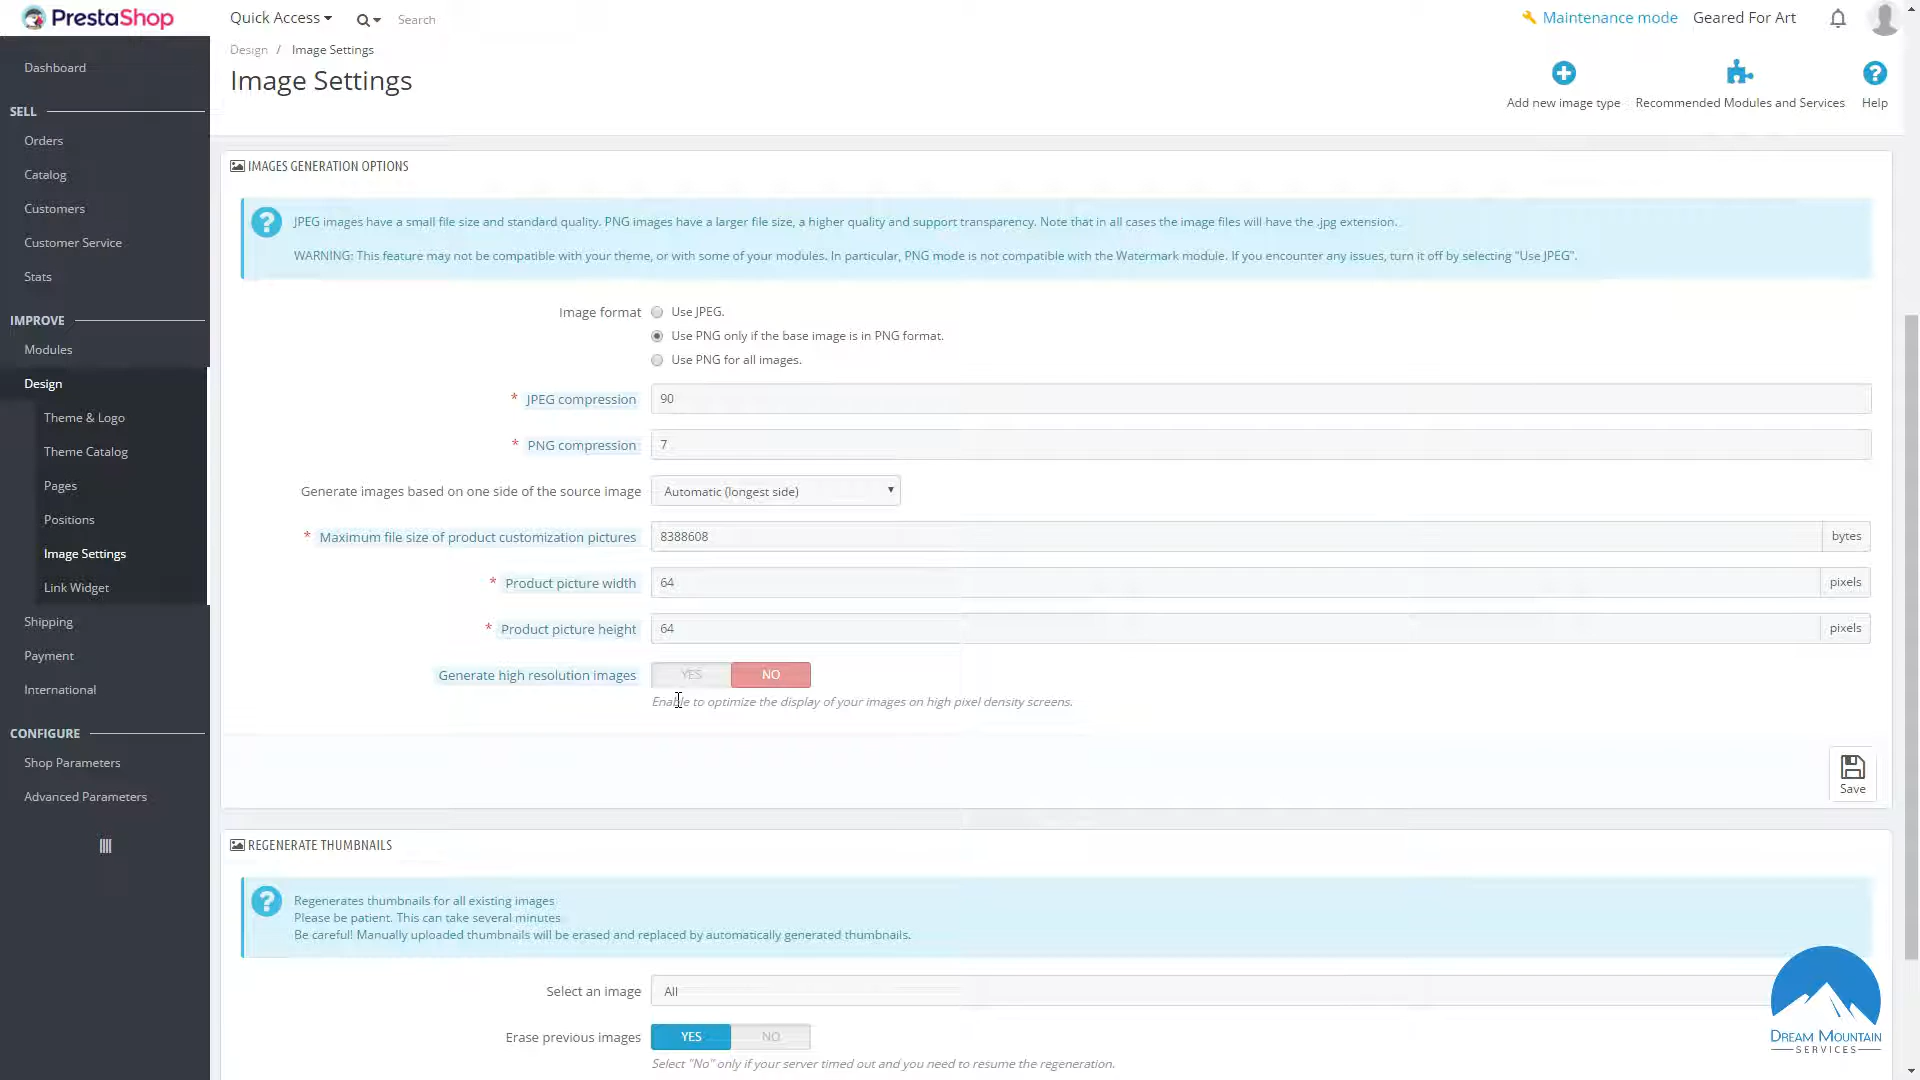 PrestaShop
Quick Access
Search
Maintenance mode
Geared For Art
Design / Image Settings
Image Settings
Add new image type
Recommended Modules and Services
Help
Dashboard
SELL
Orders
Catalog
Customers
Customer Service
Stats
IMPROVE
Modules
Design
Theme & Logo
Theme Catalog
Pages
Positions
Image Settings
Link Widget
Shipping
Payment
International
CONFIGURE
Shop Parameters
Advanced Parameters
IMAGES GENERATION OPTIONS
JPEG images have a small file size and standard quality. PNG images have a larger file size, a higher quality and support transparency. Note that in all cases the image files will have the .jpg extension.
WARNING: This feature may not be compatible with your theme, or with some of your modules. In particular, PNG mode is not compatible with the Watermark module. If you encounter any issues, turn it off by selecting "Use JPEG".
Image format
Use JPEG.
Use PNG only if the base image is in PNG format.
Use PNG for all images.
* JPEG compression 90
* PNG compression 7
Generate images based on one side of the source image Automatic (longest side)
* Maximum file size of product customization pictures 8388608 bytes
* Product picture width 64 pixels
* Product picture height 64 pixels
Generate high resolution images YES NO
Enable to optimize the display of your images on high pixel density screens.
Save
REGENERATE THUMBNAILS
Regenerates thumbnails for all existing images
Please be patient. This can take several minutes
Be careful! Manually uploaded thumbnails will be erased and replaced by automatically generated thumbnails.
Select an image All
Erase previous images YES NO
Select "No" only if your server timed out and you need to resume the regeneration.
DREAM MOUNTAIN
SERVICES